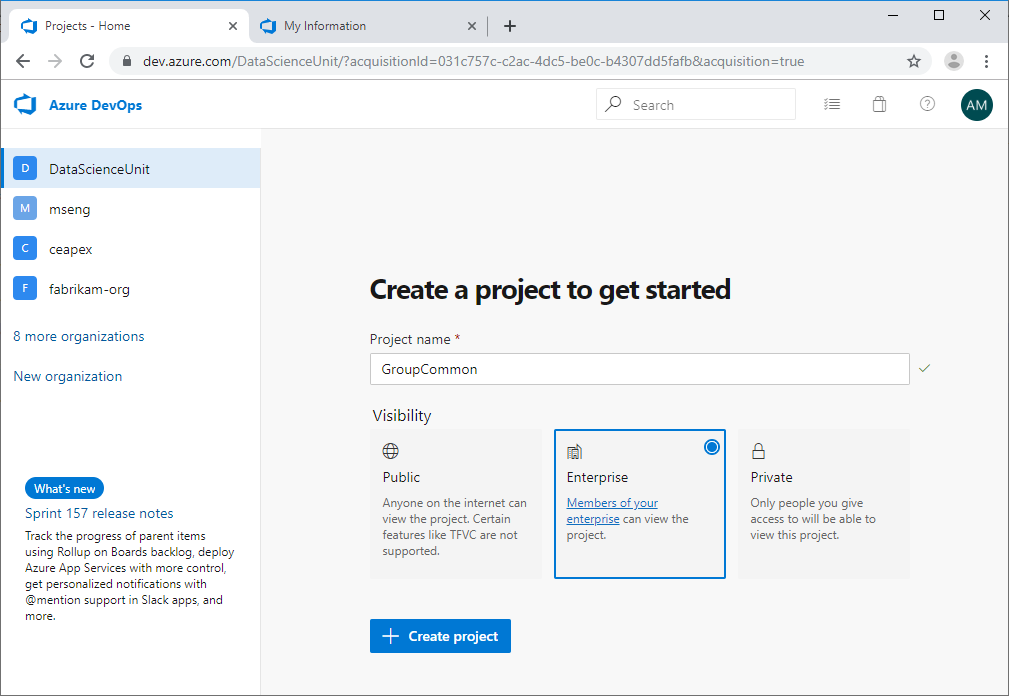 Projects - Home
My Information
dev.azure.com/DataScienceUnit/?acquisitionId=031c757c-c2ac-4dc5-be0c-b4307dd5fafb&acquisition=true
Azure DevOps
Search
AM
D DataScienceUnit
M mseng
C ceapex
F fabrikam-org
8 more organizations
New organization
What's new
Sprint 157 release notes
Track the progress of parent items
using Rollup on Boards backlog, deploy
Azure App Services with more control,
get personalized notifications with
@mention support in Slack apps, and
more.
Create a project to get started
Project name *
GroupCommon
Visibility
Public
Anyone on the internet can
view the project. Certain
features like TFVC are not
supported.
Enterprise
Members of your
enterprise can view the
project.
Private
Only people you give
access to will be able to
view this project.
Create project